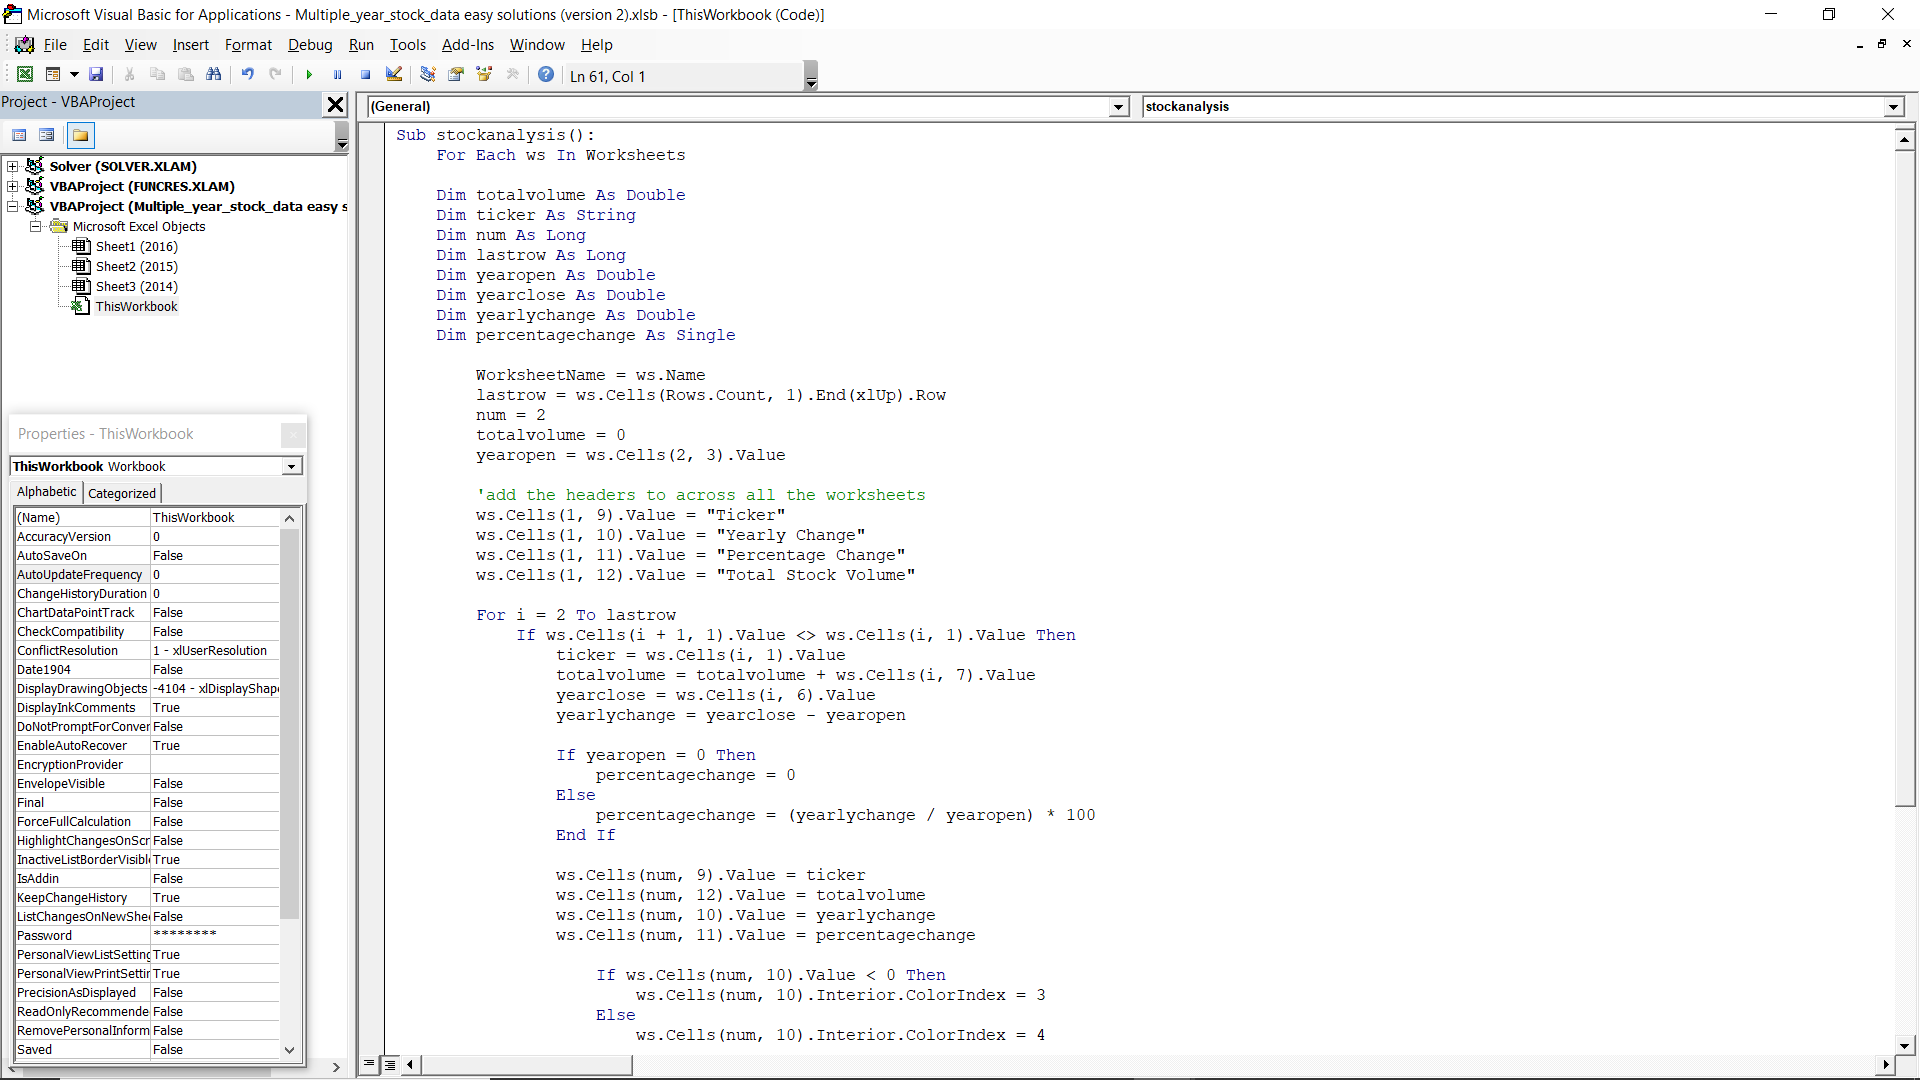 Microsoft Visual Basic for Applications - Multiple_year_stock_data easy solutions (version 2).xlsb - [ThisWorkbook (Code)]
File Edit View Insert Format Debug Run Tools Add-Ins Window Help
Ln 61, Col 1
Project - VBAProject
Solver (SOLVER.XLAM)
VBAProject (FUNCRES.XLAM)
VBAProject (Multiple_year_stock_data easy s
Microsoft Excel Objects
Sheet1 (2016)
Sheet2 (2015)
Sheet3 (2014)
ThisWorkbook
Properties - ThisWorkbook
ThisWorkbook Workbook
Alphabetic Categorized
(Name) ThisWorkbook
AccuracyVersion 0
AutoSaveOn False
AutoUpdateFrequency 0
ChangeHistoryDuration 0
ChartDataPointTrack False
CheckCompatibility False
ConflictResolution 1 - xlUserResolution
Date1904 False
DisplayDrawingObjects -4104 - xlDisplayShap
DisplayInkComments True
DoNotPromptForConver False
EnableAutoRecover True
EncryptionProvider
EnvelopeVisible False
Final False
ForceFullCalculation False
HighlightChangesOnScr False
InactiveListBorderVisibl True
IsAddin False
KeepChangeHistory True
ListChangesOnNewShe False
Password ********
PersonalViewListSetting True
PersonalViewPrintSettin True
PrecisionAsDisplayed False
ReadOnlyRecommende False
RemovePersonalInform False
Saved False
(General) stockanalysis
Sub stockanalysis():
For Each ws In Worksheets
Dim totalvolume As Double
Dim ticker As String
Dim num As Long
Dim lastrow As Long
Dim yearopen As Double
Dim yearclose As Double
Dim yearlychange As Double
Dim percentagechange As Single
WorksheetName = ws.Name
lastrow = ws.Cells(Rows.Count, 1).End(xlUp).Row
num = 2
totalvolume = 0
yearopen = ws.Cells(2, 3).Value
'add the headers to across all the worksheets
ws.Cells(1, 9).Value = "Ticker"
ws.Cells(1, 10).Value = "Yearly Change"
ws.Cells(1, 11).Value = "Percentage Change"
ws.Cells(1, 12).Value = "Total Stock Volume"
For i = 2 To lastrow
If ws.Cells(i + 1, 1).Value <> ws.Cells(i, 1).Value Then
ticker = ws.Cells(i, 1).Value
totalvolume = totalvolume + ws.Cells(i, 7).Value
yearclose = ws.Cells(i, 6).Value
yearlychange = yearclose - yearopen
If yearopen = 0 Then
percentagechange = 0
Else
percentagechange = (yearlychange / yearopen) * 100
End If
ws.Cells(num, 9).Value = ticker
ws.Cells(num, 12).Value = totalvolume
ws.Cells(num, 10).Value = yearlychange
ws.Cells(num, 11).Value = percentagechange
If ws.Cells(num, 10).Value < 0 Then
ws.Cells(num, 10).Interior.ColorIndex = 3
Else
ws.Cells(num, 10).Interior.ColorIndex = 4